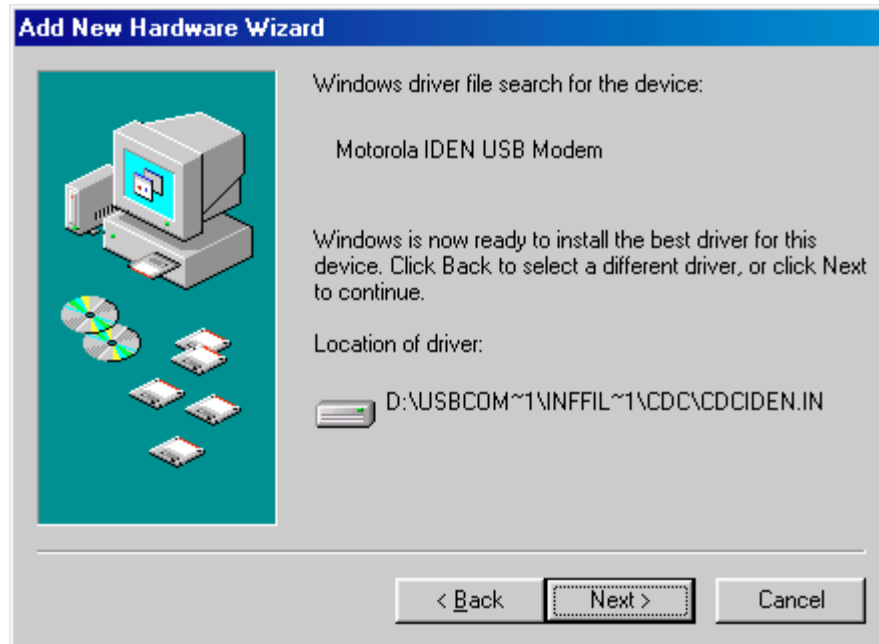 Add New Hardware Wizard
Windows driver file search for the device:
Motorola IDEN USB Modem
Windows is now ready to install the best driver for this
device. Click Back to select a different driver, or click Next
to continue.
Location of driver:
D:\USBCOM~1\INFFIL~1\CDC\CDCIDEN.IN
< Back
Next >
Cancel